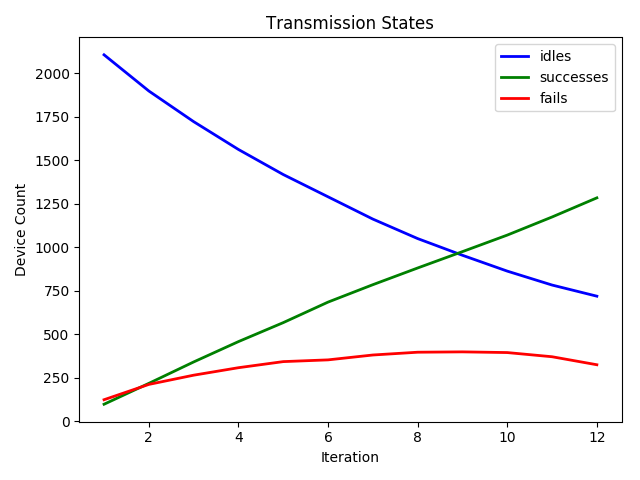 Transmission States
idles
successes
fails
Device Count
2000
1750
1500
1250
1000
750
500
250
0
2 4 6 8 10 12
Iteration